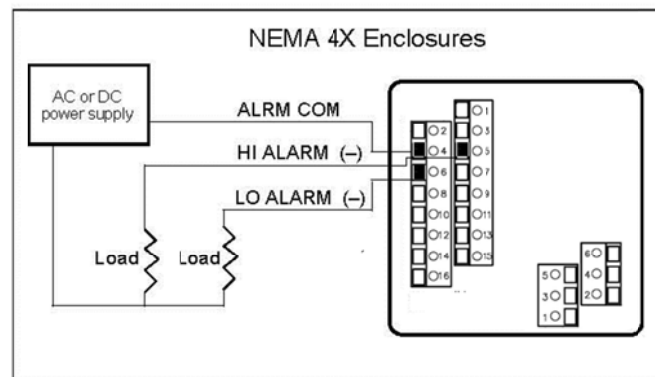 NEMA 4X Enclosures
AC or DC
power supply
ALRM COM
HI ALARM (–)
LO ALARM (–)
Load
Load
1
2
3
4
5
6
7
8
9
10
11
12
13
14
15
16
6
5
4
3
2
1